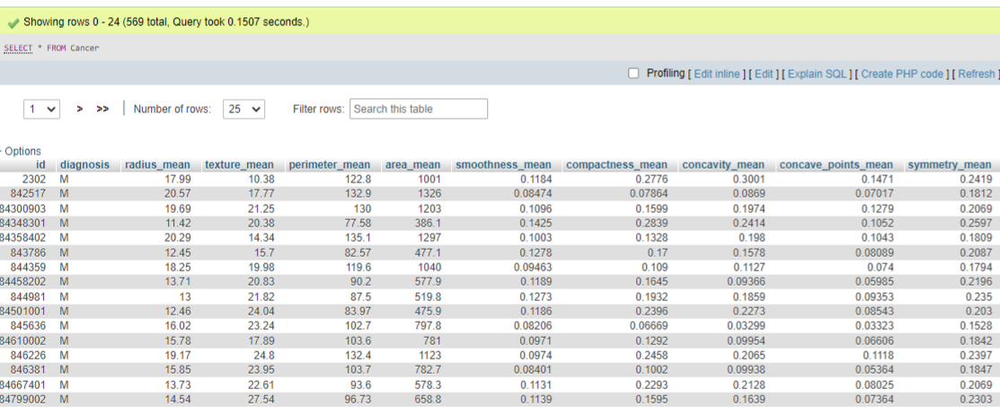 Showing rows 0 - 24 (569 total, Query took 0.1507 seconds.)
SELECT * FROM Cancer
Profiling [ Edit inline ] [ Edit ] [ Explain SQL ] [ Create PHP code ] [ Refresh ]
1 > >> Number of rows: 25 Filter rows: Search this table
Options
id diagnosis radius_mean texture_mean perimeter_mean area_mean smoothness_mean compactness_mean concavity_mean concave_points_mean symmetry_mean
2302 M 17.99 10.38 122.8 1001 0.1184 0.2776 0.3001 0.1471 0.2419
842517 M 20.57 17.77 132.9 1326 0.08474 0.07864 0.0869 0.07017 0.1812
84300903 M 19.69 21.25 130 1203 0.1096 0.1599 0.1974 0.1279 0.2069
84348301 M 11.42 20.38 77.58 386.1 0.1425 0.2839 0.2414 0.1052 0.2597
84358402 M 20.29 14.34 135.1 1297 0.1003 0.1328 0.198 0.1043 0.1809
843786 M 12.45 15.7 82.57 477.1 0.1278 0.17 0.1578 0.08089 0.2087
844359 M 18.25 19.98 119.6 1040 0.09463 0.109 0.1127 0.074 0.1794
84458202 M 13.71 20.83 90.2 577.9 0.1189 0.1645 0.09366 0.05985 0.2196
844981 M 13 21.82 87.5 519.8 0.1273 0.1932 0.1859 0.09353 0.235
84501001 M 12.46 24.04 83.97 475.9 0.1186 0.2396 0.2273 0.08543 0.203
845636 M 16.02 23.24 102.7 797.8 0.08206 0.06669 0.03299 0.03323 0.1528
84610002 M 15.78 17.89 103.6 781 0.0971 0.1292 0.09954 0.06606 0.1842
846226 M 19.17 24.8 132.4 1123 0.0974 0.2458 0.2065 0.1118 0.2397
846381 M 15.85 23.95 103.7 782.7 0.08401 0.1002 0.09938 0.05364 0.1847
84667401 M 13.73 22.61 93.6 578.3 0.1131 0.2293 0.2128 0.08025 0.2069
84799002 M 14.54 27.54 96.73 658.8 0.1139 0.1595 0.1639 0.07364 0.2303